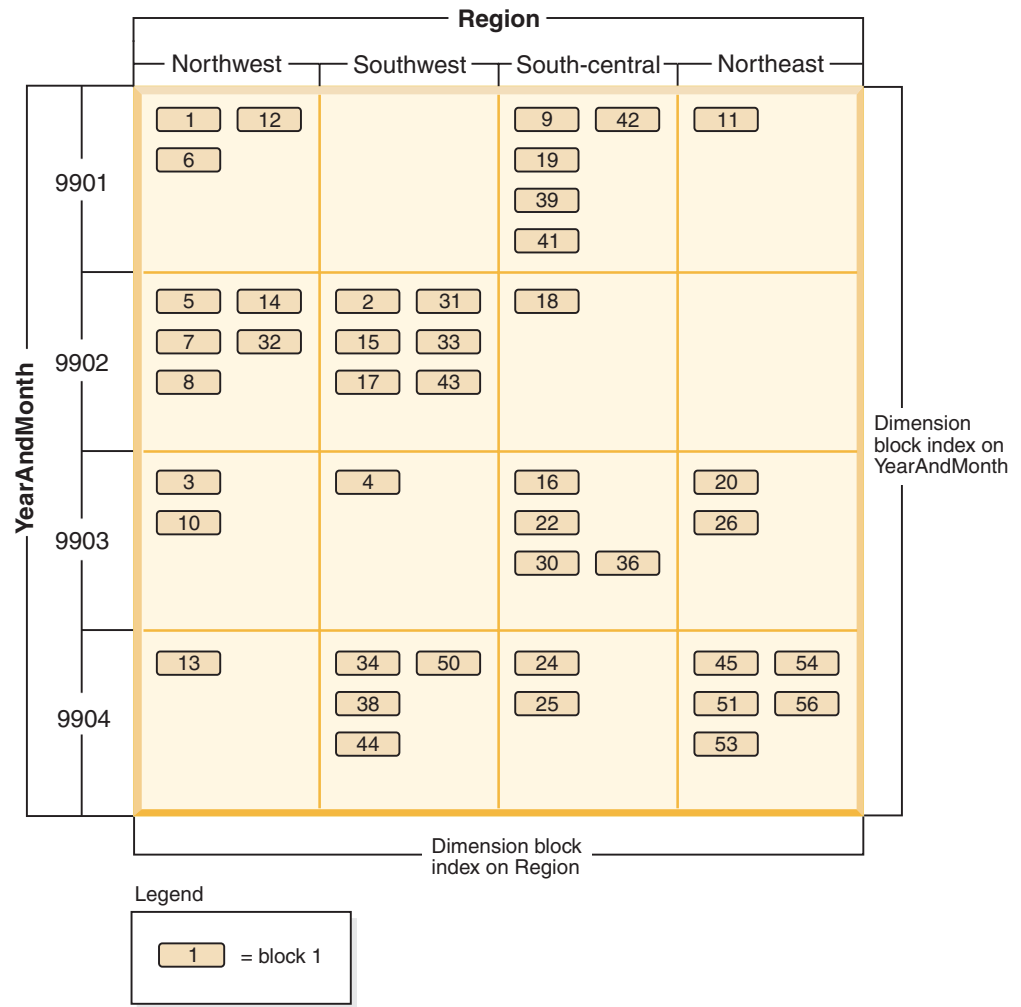 Region
Northwest Southwest South-central Northeast
YearAndMonth
9901
1 12 9 42 11
6 19
39
41
9902
5 14 2 31 18
7 32 15 33
8 17 43
9903
3 4 16 20
10 22 26
30 36
9904
13 34 50 24 45 54
38 25 51 56
44 53
Dimension
block index on
YearAndMonth
Dimension block
index on Region
Legend
1 = block 1